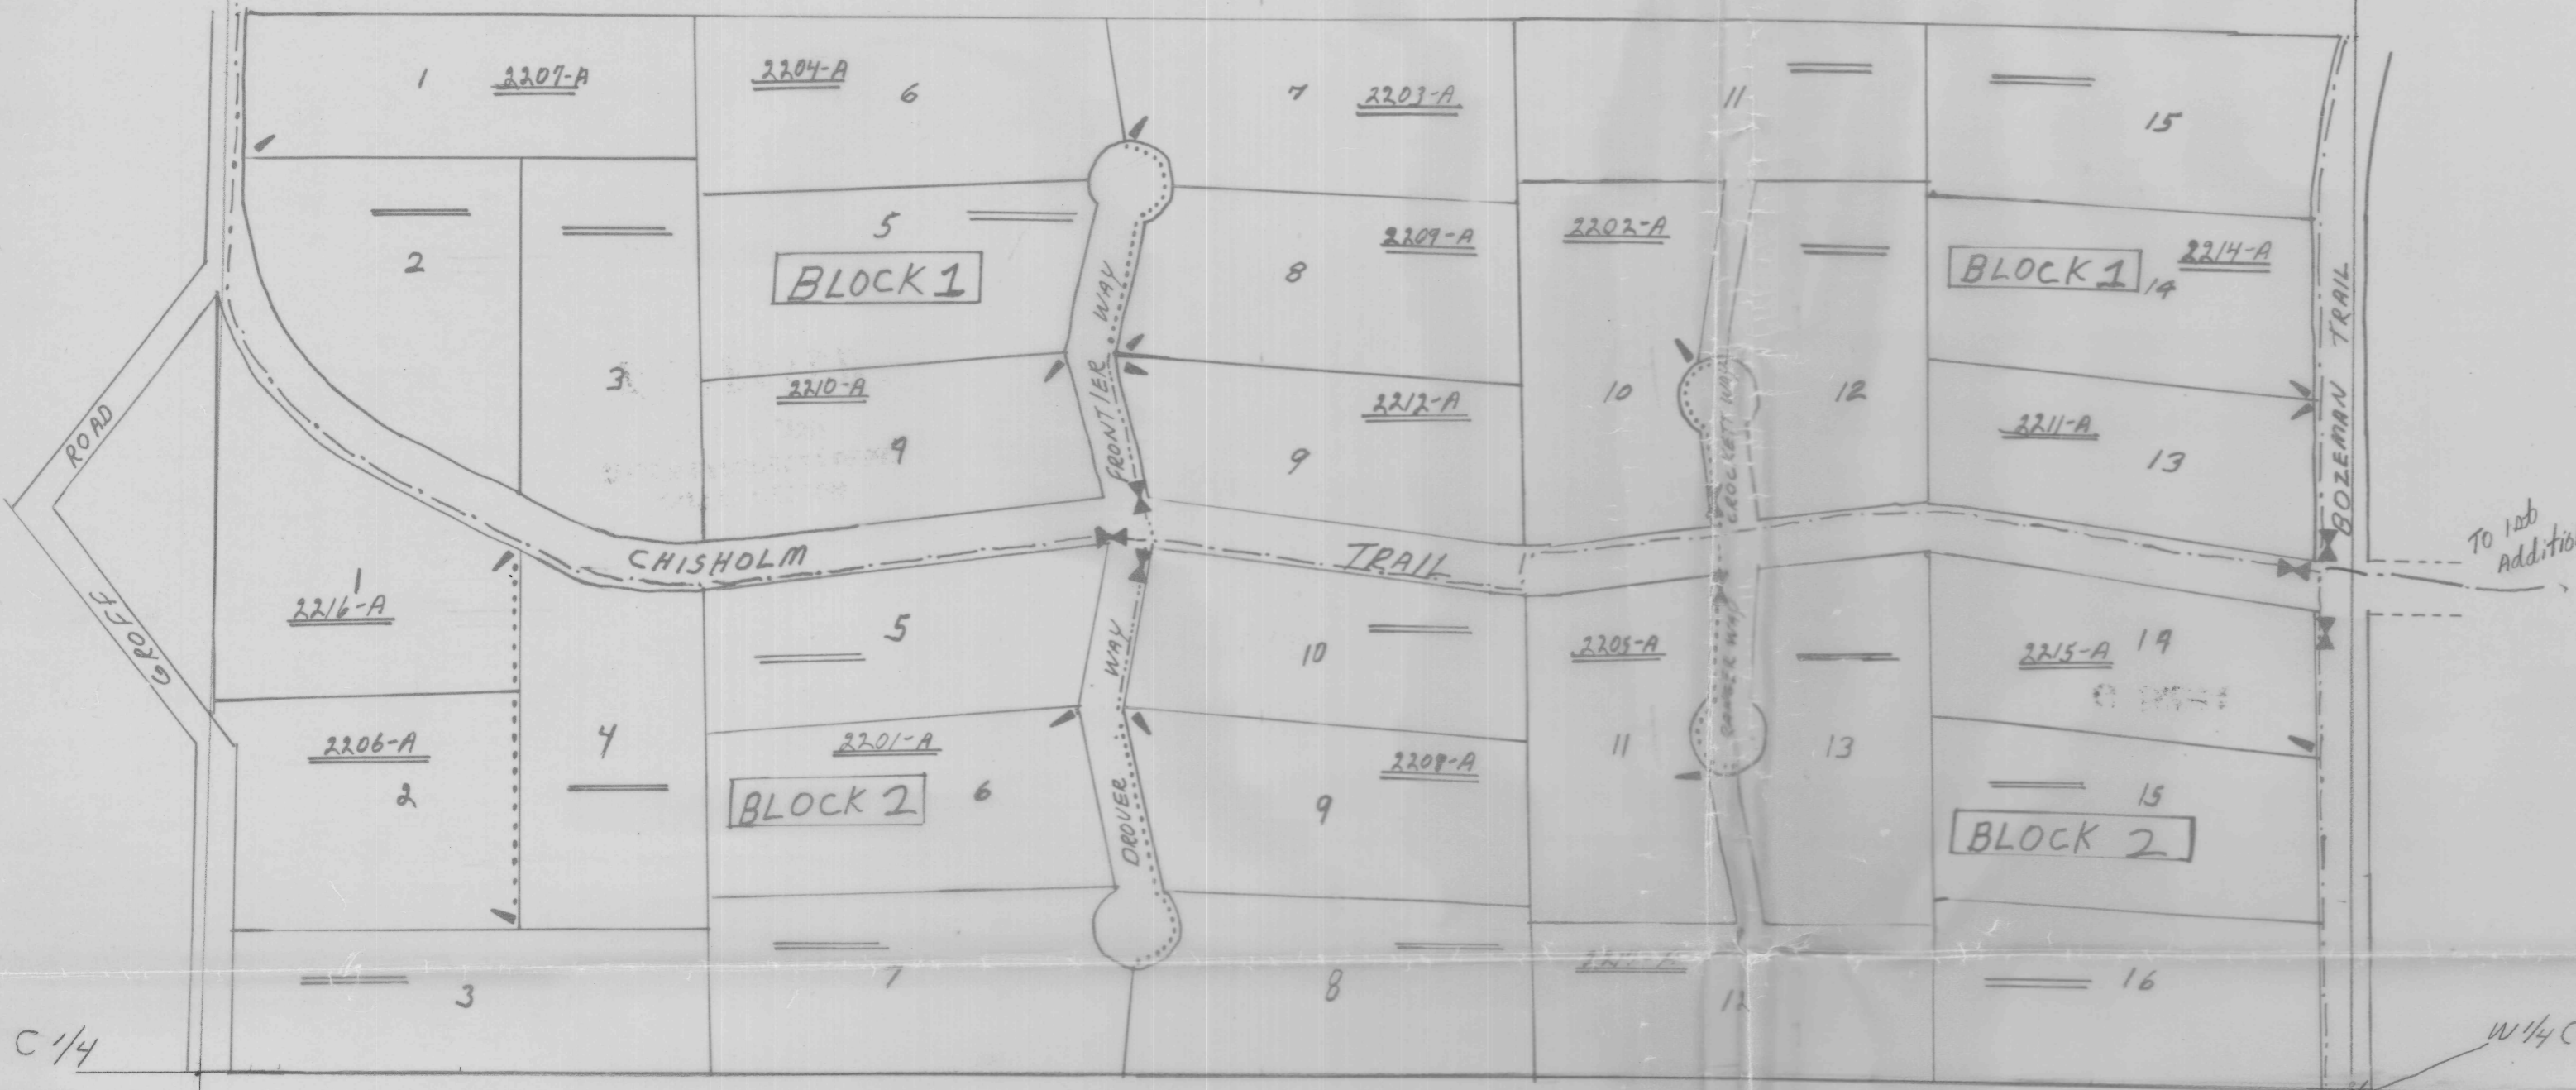 1 2207-A
2204-A 6
7 2203-A
11
15
2
3
5
BLOCK 1
2210-A
4
FRONTIER WAY
8 2209-A
9 2212-A
2202-A
10
CROCKETT WAY
12
BLOCK 1 14 2214-A
2211-A
13
BOZEMAN TRAIL
ROAD
GROFF
CHISHOLM TRAIL
TO 1st
1
2216-A
2206-A
2
4
3
5
2201-A
BLOCK 2 6
7
DROVER WAY
10
2208-A
9
8
2205-A
11
RANGER WAY
13
12
2215-A 14
15
BLOCK 2
16
C 1/4
W 1/4 C